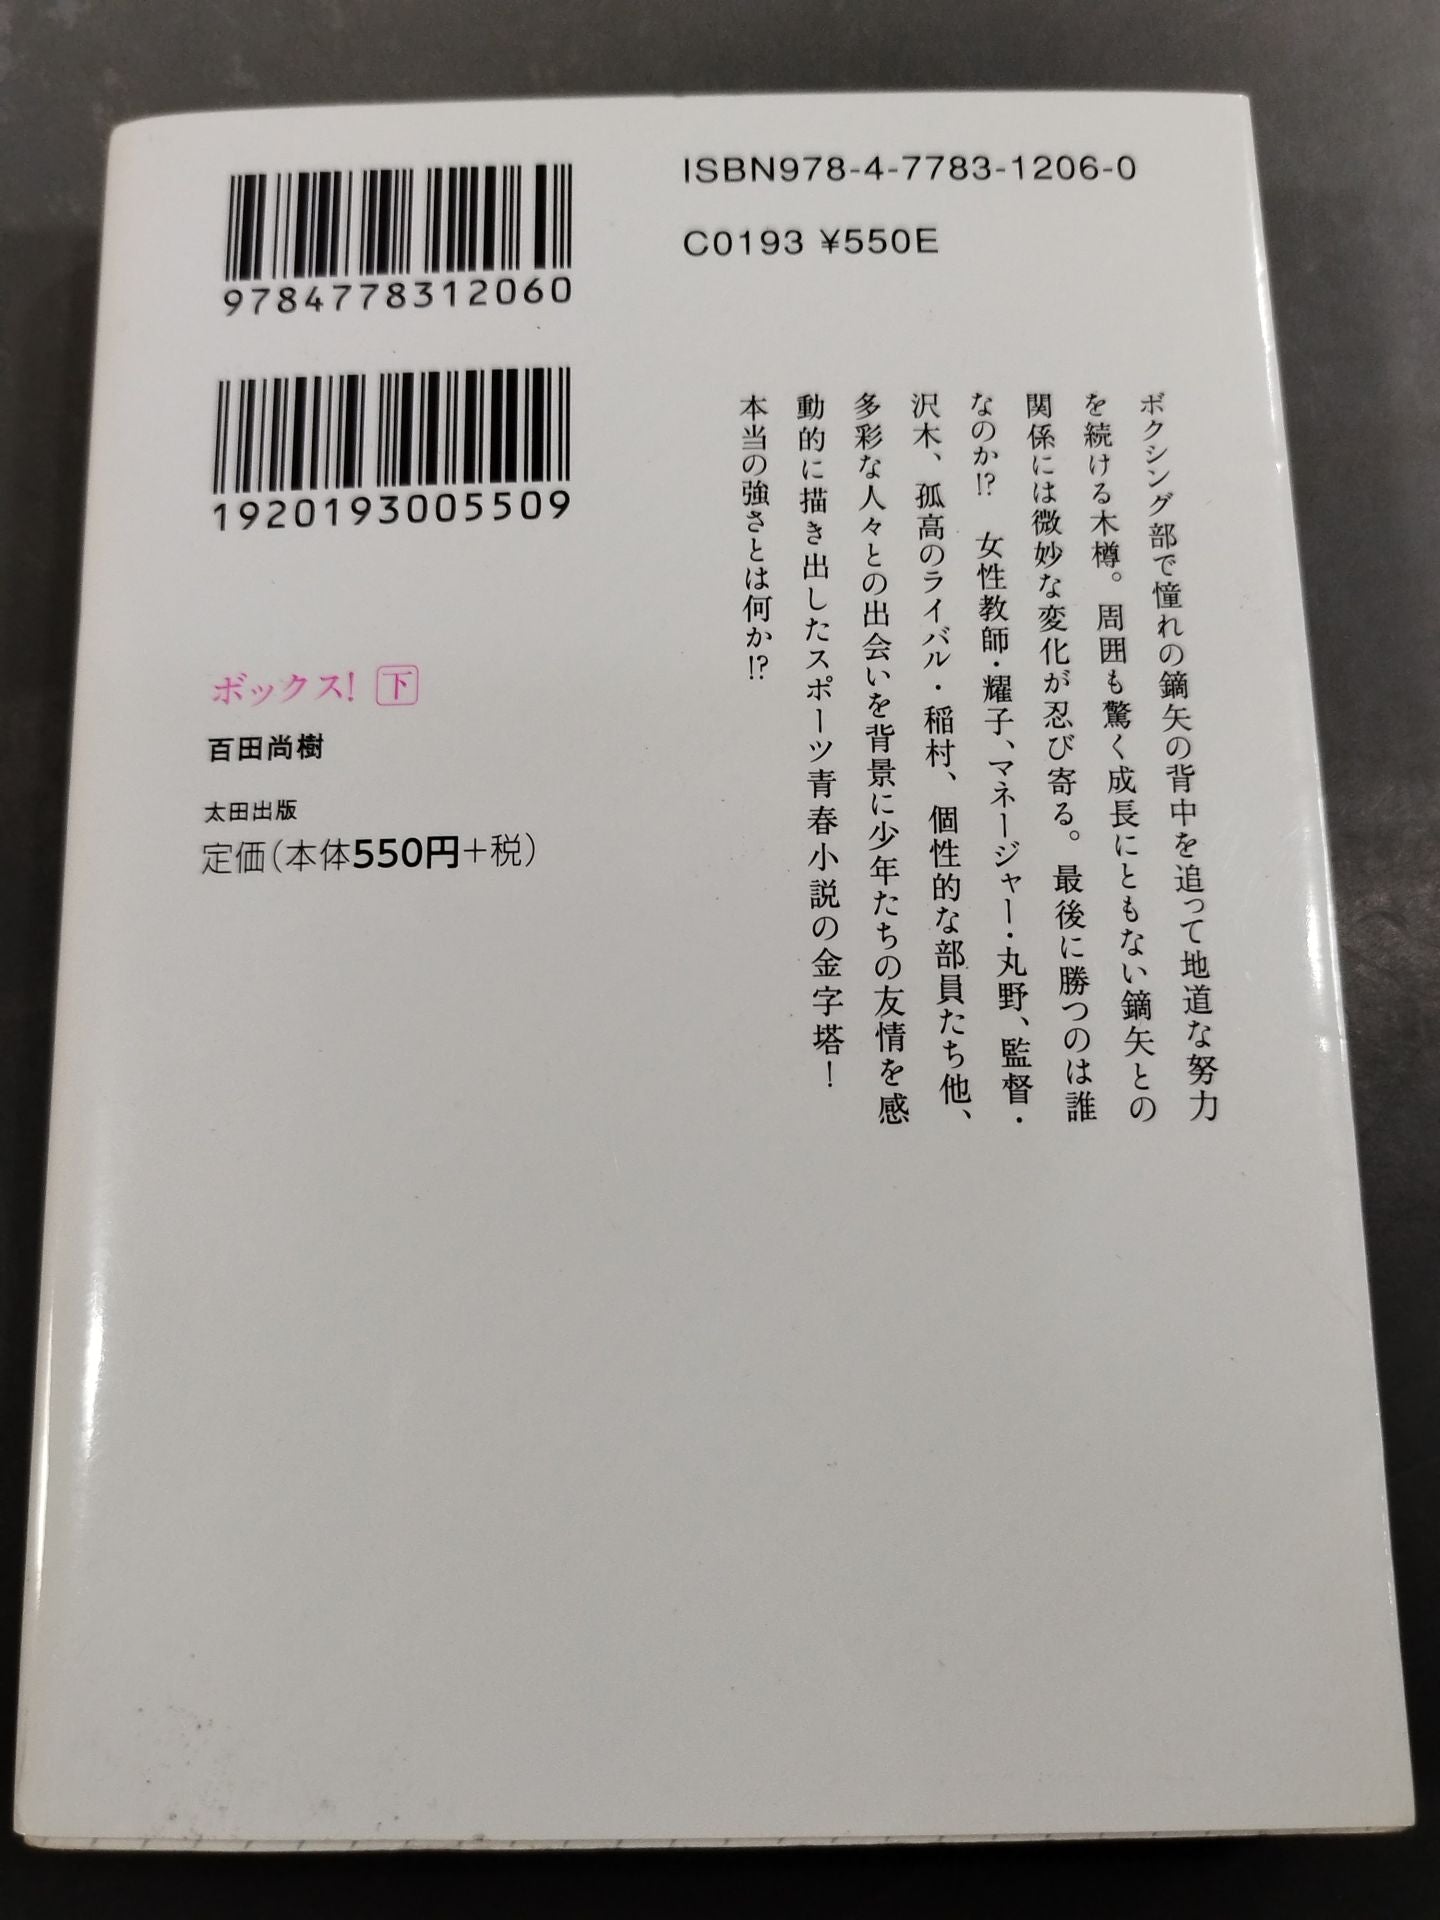 9784778312060
ISBN978-4-7783-1206-0
C0193 ¥550E
1920193005509
ボクシング部で憧れの鏑矢の背中を追って地道な努力
を続ける木樽。周囲も驚く成長にともない鏑矢との
関係には微妙な変化が忍び寄る。最後に勝つのは誰
なのか!? 女性教師・耀子、マネージャー・丸野、監督・
沢木、孤高のライバル・稲村、個性的な部員たち他、
多彩な人々との出会いを背景に少年たちの友情を感
動的に描き出したスポーツ青春小説の金字塔！
本当の強さとは何か!?
ボックス! 下
百田尚樹
太田出版
定価(本体550円+税)